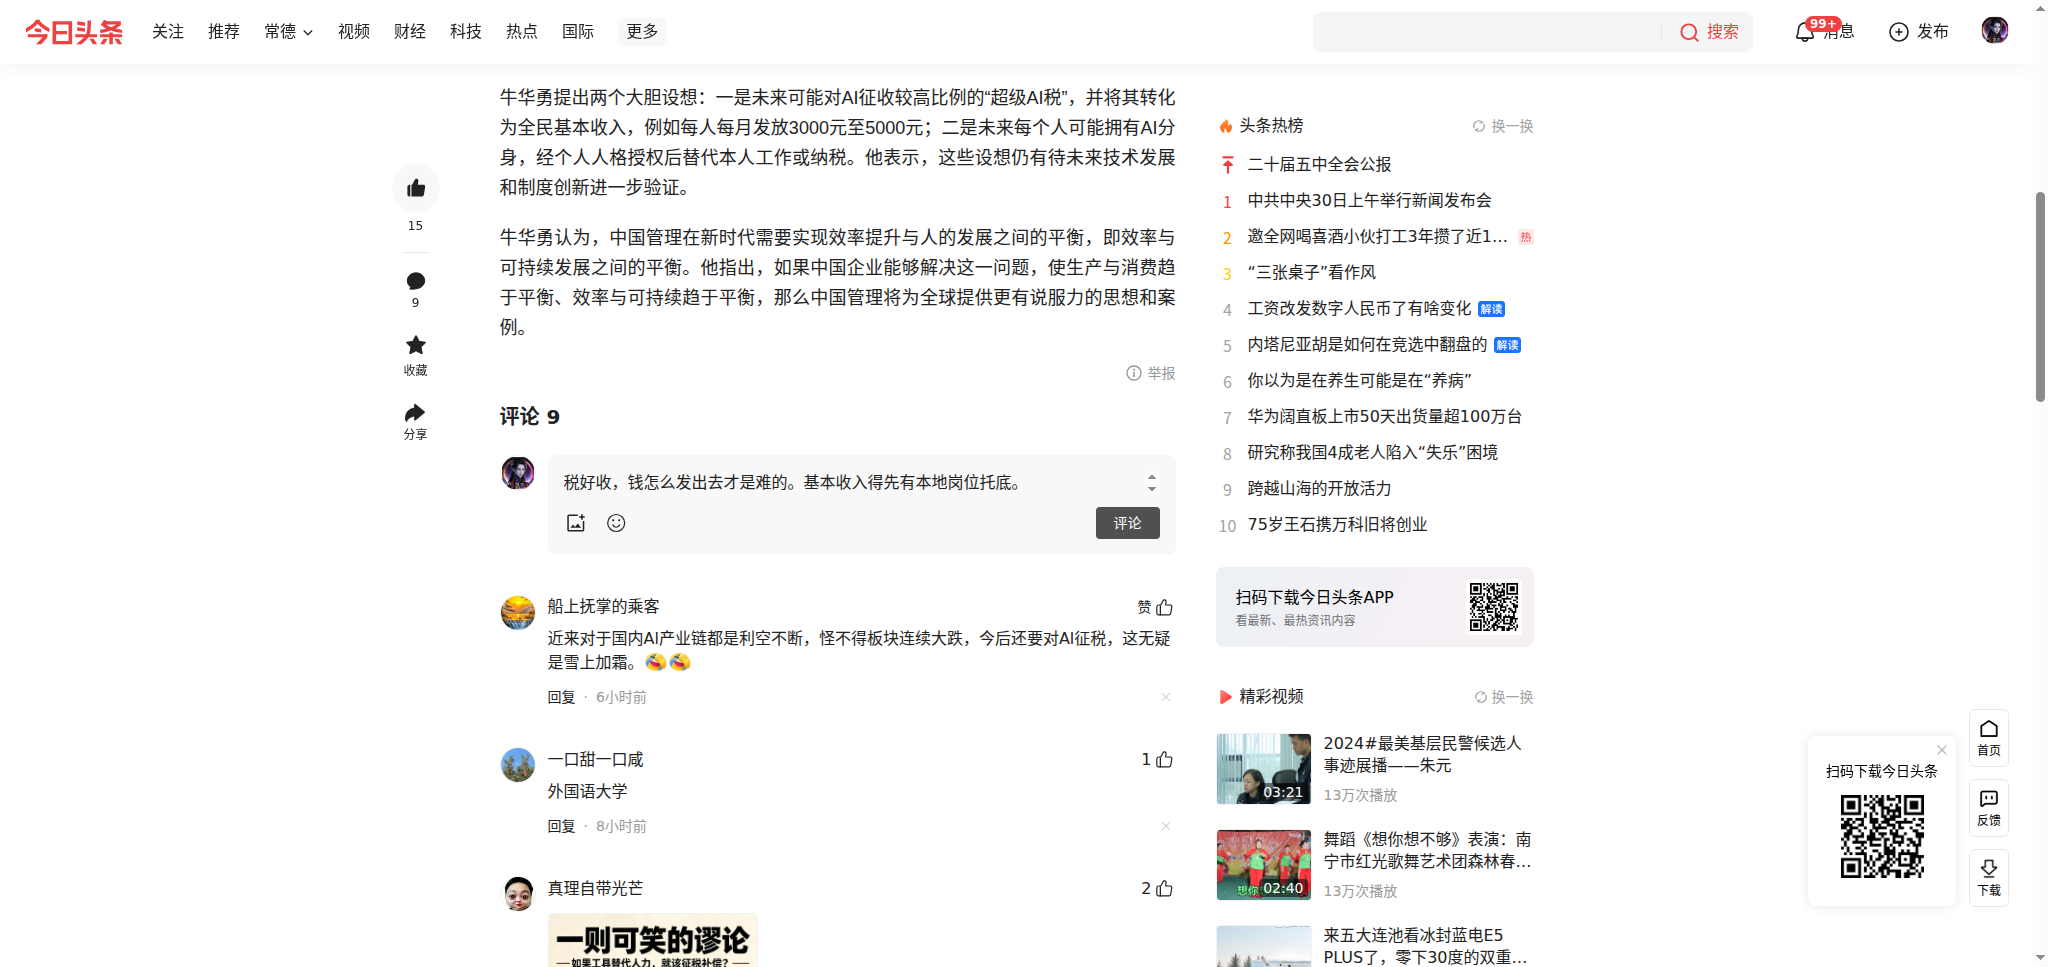 今日头条
关注
推荐
常德
视频
财经
科技
热点
国际
更多
搜索
99+
消息
发布
牛华勇提出两个大胆设想：一是未来可能对AI征收较高比例的“超级AI税”，并将其转化
为全民基本收入，例如每人每月发放3000元至5000元；二是未来每个人可能拥有AI分
身，经个人人格授权后替代本人工作或纳税。他表示，这些设想仍有待未来技术发展
和制度创新进一步验证。
牛华勇认为，中国管理在新时代需要实现效率提升与人的发展之间的平衡，即效率与
可持续发展之间的平衡。他指出，如果中国企业能够解决这一问题，使生产与消费趋
于平衡、效率与可持续趋于平衡，那么中国管理将为全球提供更有说服力的思想和案
例。
15
9
收藏
分享
举报
评论 9
税好收，钱怎么发出去才是难的。基本收入得先有本地岗位托底。
评论
船上抚掌的乘客
赞
近来对于国内AI产业链都是利空不断，怪不得板块连续大跌，今后还要对AI征税，这无疑
是雪上加霜。
回复 · 6小时前
一口甜一口咸
1
外国语大学
回复 · 8小时前
真理自带光芒
2
一则可笑的谬论
如果工具替代人力，就该征税补偿？
头条热榜
换一换
二十届五中全会公报
1 中共中央30日上午举行新闻发布会
2 邀全网喝喜酒小伙打工3年攒了近1... 热
3 “三张桌子”看作风
4 工资改发数字人民币了有啥变化 解读
5 内塔尼亚胡是如何在竞选中翻盘的 解读
6 你以为是在养生可能是在“养病”
7 华为阔直板上市50天出货量超100万台
8 研究称我国4成老人陷入“失乐”困境
9 跨越山海的开放活力
10 75岁王石携万科旧将创业
扫码下载今日头条APP
看最新、最热资讯内容
精彩视频
换一换
2024#最美基层民警候选人
事迹展播——朱元
03:21
13万次播放
舞蹈《想你想不够》表演：南
宁市红光歌舞艺术团森林春...
想你
02:40
13万次播放
来五大连池看冰封蓝电E5
PLUS了，零下30度的双重...
扫码下载今日头条
首页
反馈
下载